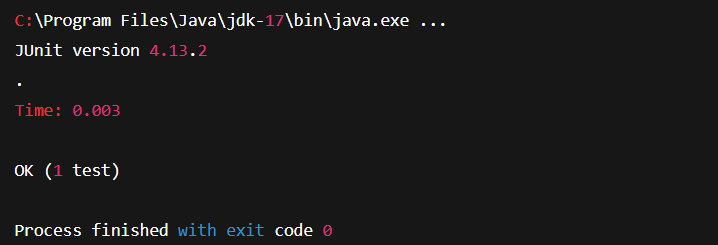 C:\Program Files\Java\jdk-17\bin\java.exe ...
JUnit version 4.13.2
.
Time: 0.003
OK (1 test)
Process finished with exit code 0